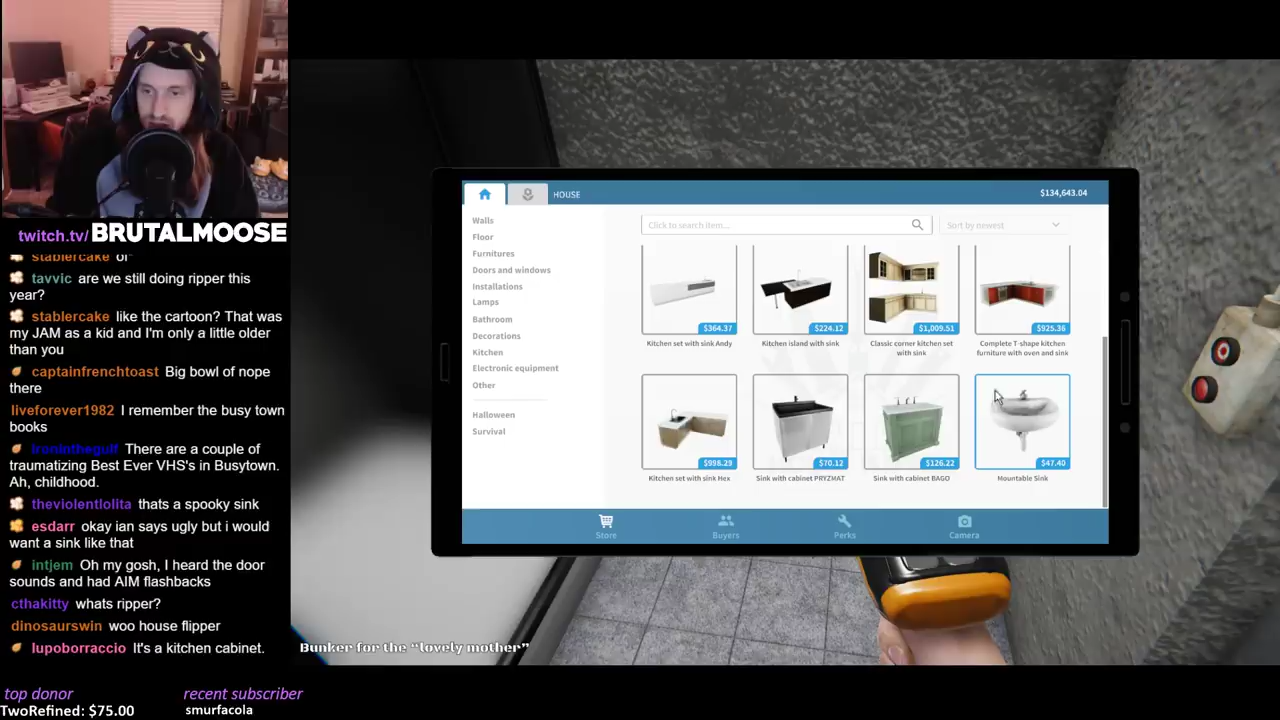 twitch.tv/BRUTALMOOSE
stablercake of
tavvic are we still doing ripper this
year?
stablercake like the cartoon? That was
my JAM as a kid and I'm only a little older
than you
captainfrenchtoast Big bowl of nope
there
liveforever1982 I remember the busy town
books
ironinthegulf There are a couple of
traumatizing Best Ever VHS's in Busytown.
Ah, childhood.
theviolentlolita thats a spooky sink
esdarr okay ian says ugly but i would
want a sink like that
intjem Oh my gosh, I heard the door
sounds and had AIM flashbacks
cthakitty whats ripper?
dinosaurswin woo house flipper
lupoborraccio It's a kitchen cabinet.
top donor
TwoRefined: $75.00
recent subscriber
smurfacola
HOUSE
$134,643.04
Walls
Floor
Furnitures
Doors and windows
Installations
Lamps
Bathroom
Decorations
Kitchen
Electronic equipment
Other
Halloween
Survival
Click to search item...
Sort by newest
$364.37
$224.12
$1,009.51
$925.36
Kitchen set with sink Andy
Kitchen island with sink
Classic corner kitchen set
with sink
Complete T-shape kitchen
furniture with oven and sink
$70.12
$126.22
$47.40
Kitchen set with sink Hex
Sink with cabinet PRYZMAT
Sink with cabinet BAGO
Mountable Sink
Store
Buyers
Perks
Camera
Bunker for the "lovely mother"